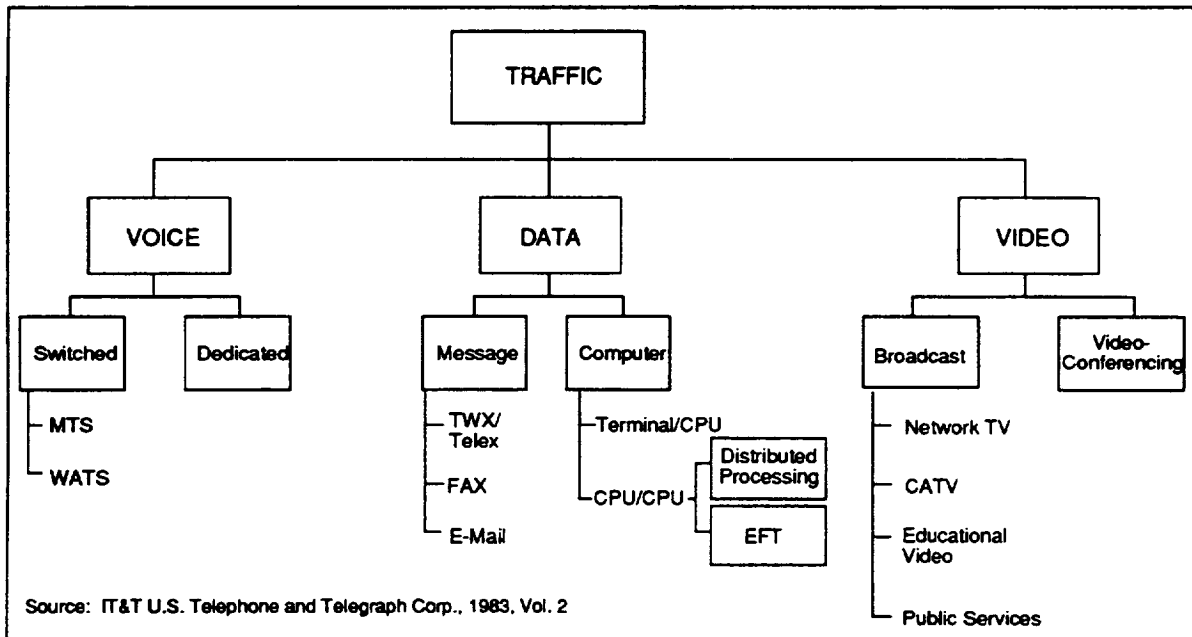 TRAFFIC
VOICE
DATA
VIDEO
Switched
Dedicated
Message
Computer
Broadcast
Video-
Conferencing
MTS
WATS
TWX/
Telex
FAX
E-Mail
Terminal/CPU
CPU/CPU
Distributed
Processing
EFT
Network TV
CATV
Educational
Video
Public Services
Source: IT&T U.S. Telephone and Telegraph Corp., 1983, Vol. 2